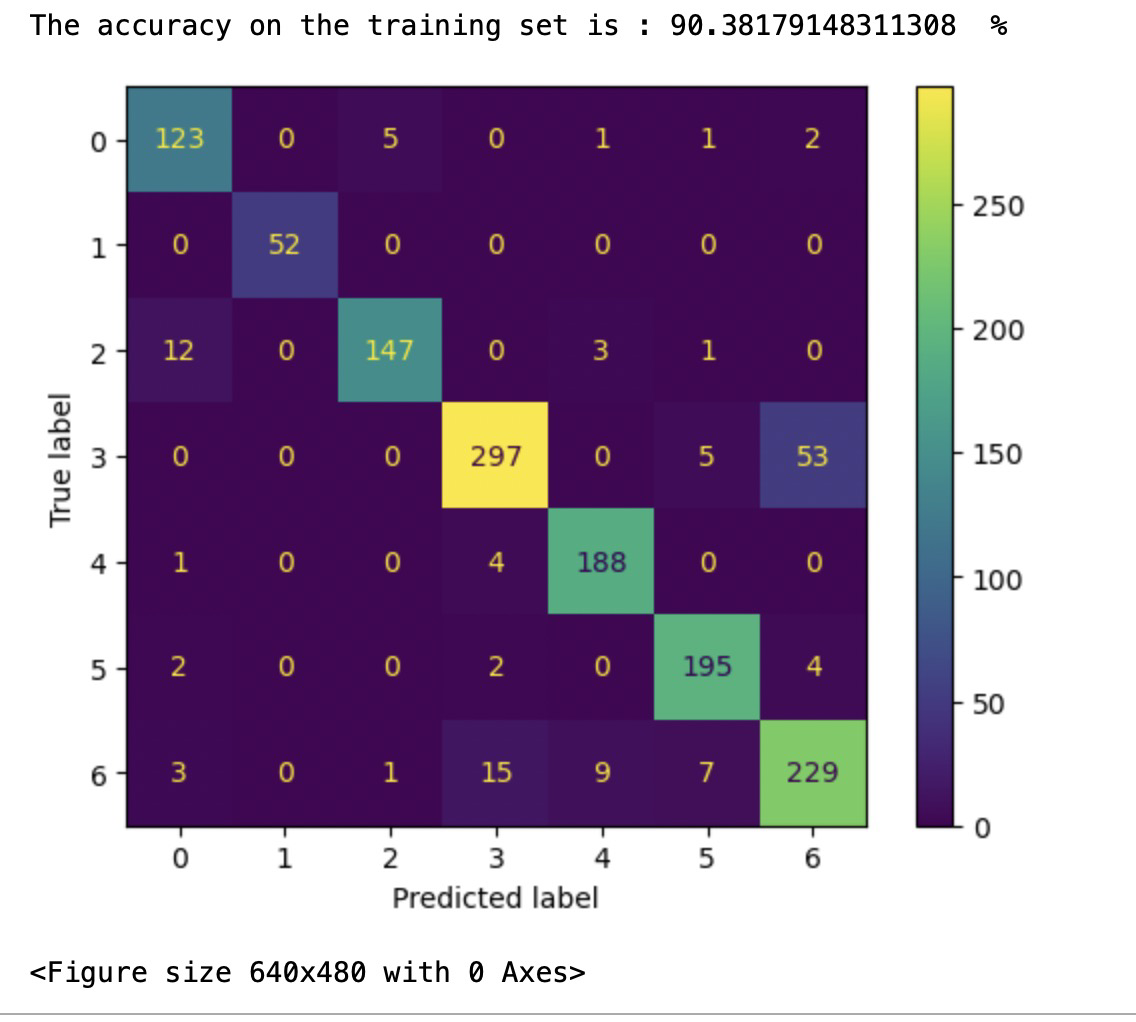 The accuracy on the training set is : 90.38179148311308 %
0 123 0 5 0 1 1 2
1 0 52 0 0 0 0 0
2 12 0 147 0 3 1 0
3 0 0 0 297 0 5 53
4 1 0 0 4 188 0 0
5 2 0 0 2 0 195 4
6 3 0 1 15 9 7 229
0 1 2 3 4 5 6
True label
Predicted label
250
200
150
100
50
0
<Figure size 640x480 with 0 Axes>